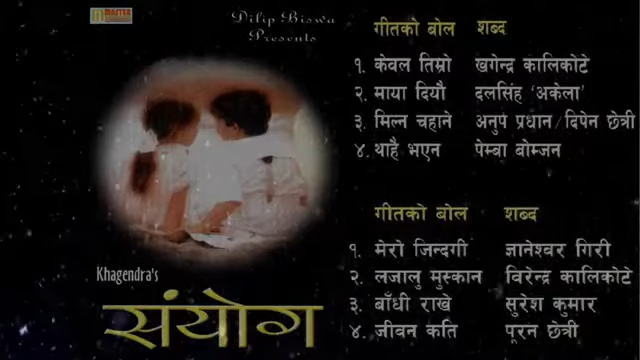 MASTER
Dilip Biswa
Presents
Khagendra's
संयोग
गीतको बोल शब्द
१. केवल तिम्रो खगेन्द्र कालिकोटे
२. माया दियौ दलसिंह 'अकेला'
३. मिल्न चहाने अनुप प्रधान/दिपेन छेत्री
४. थाहै भएन पेम्बा बोम्जन
गीतको बोल शब्द
१. मेरो जिन्दगी ज्ञानेश्वर गिरी
२. लजालु मुस्कान विरेन्द्र कालिकोटे
३. बाँधी राखे सुरेश कुमार
४. जीवन कति पूरन छेत्री